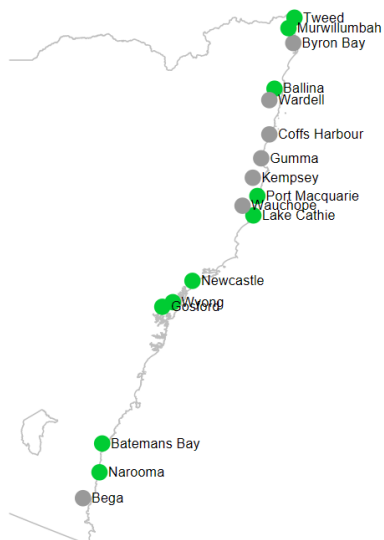 Tweed
Murwillumbah
Byron Bay
Ballina
Wardell
Coffs Harbour
Gumma
Kempsey
Port Macquarie
Wauchope
Lake Cathie
Newcastle
Wyong
Gosford
Batemans Bay
Narooma
Bega